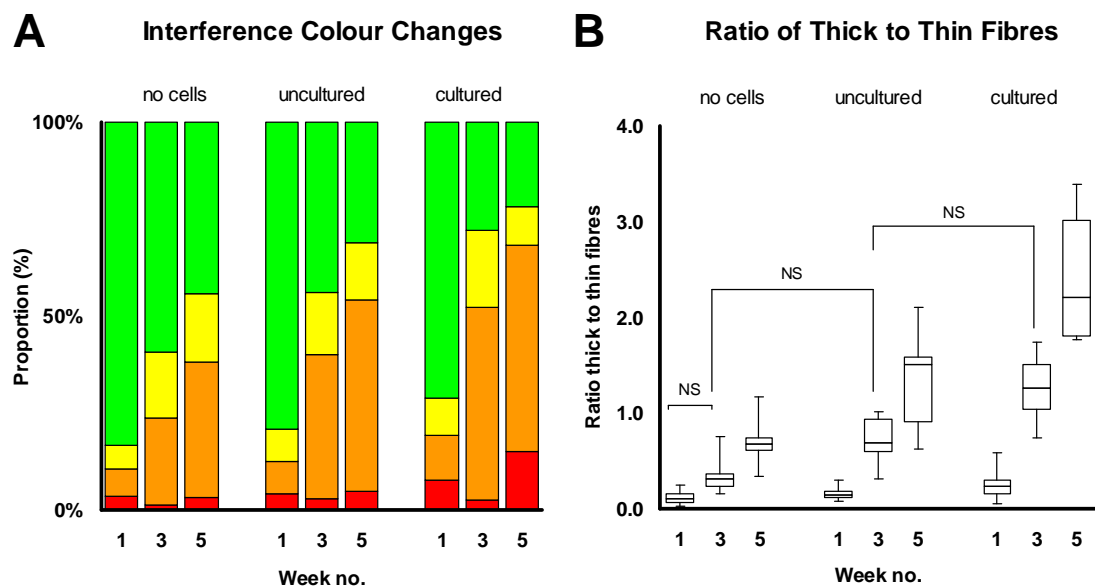 A
Interference Colour Changes
no cells uncultured cultured
100%
50%
0%
Proportion (%)
1 3 5 1 3 5 1 3 5
Week no.
B
Ratio of Thick to Thin Fibres
no cells uncultured cultured
4.0
3.0
2.0
1.0
0.0
Ratio thick to thin fibres
NS
NS
NS
1 3 5 1 3 5 1 3 5
Week no.